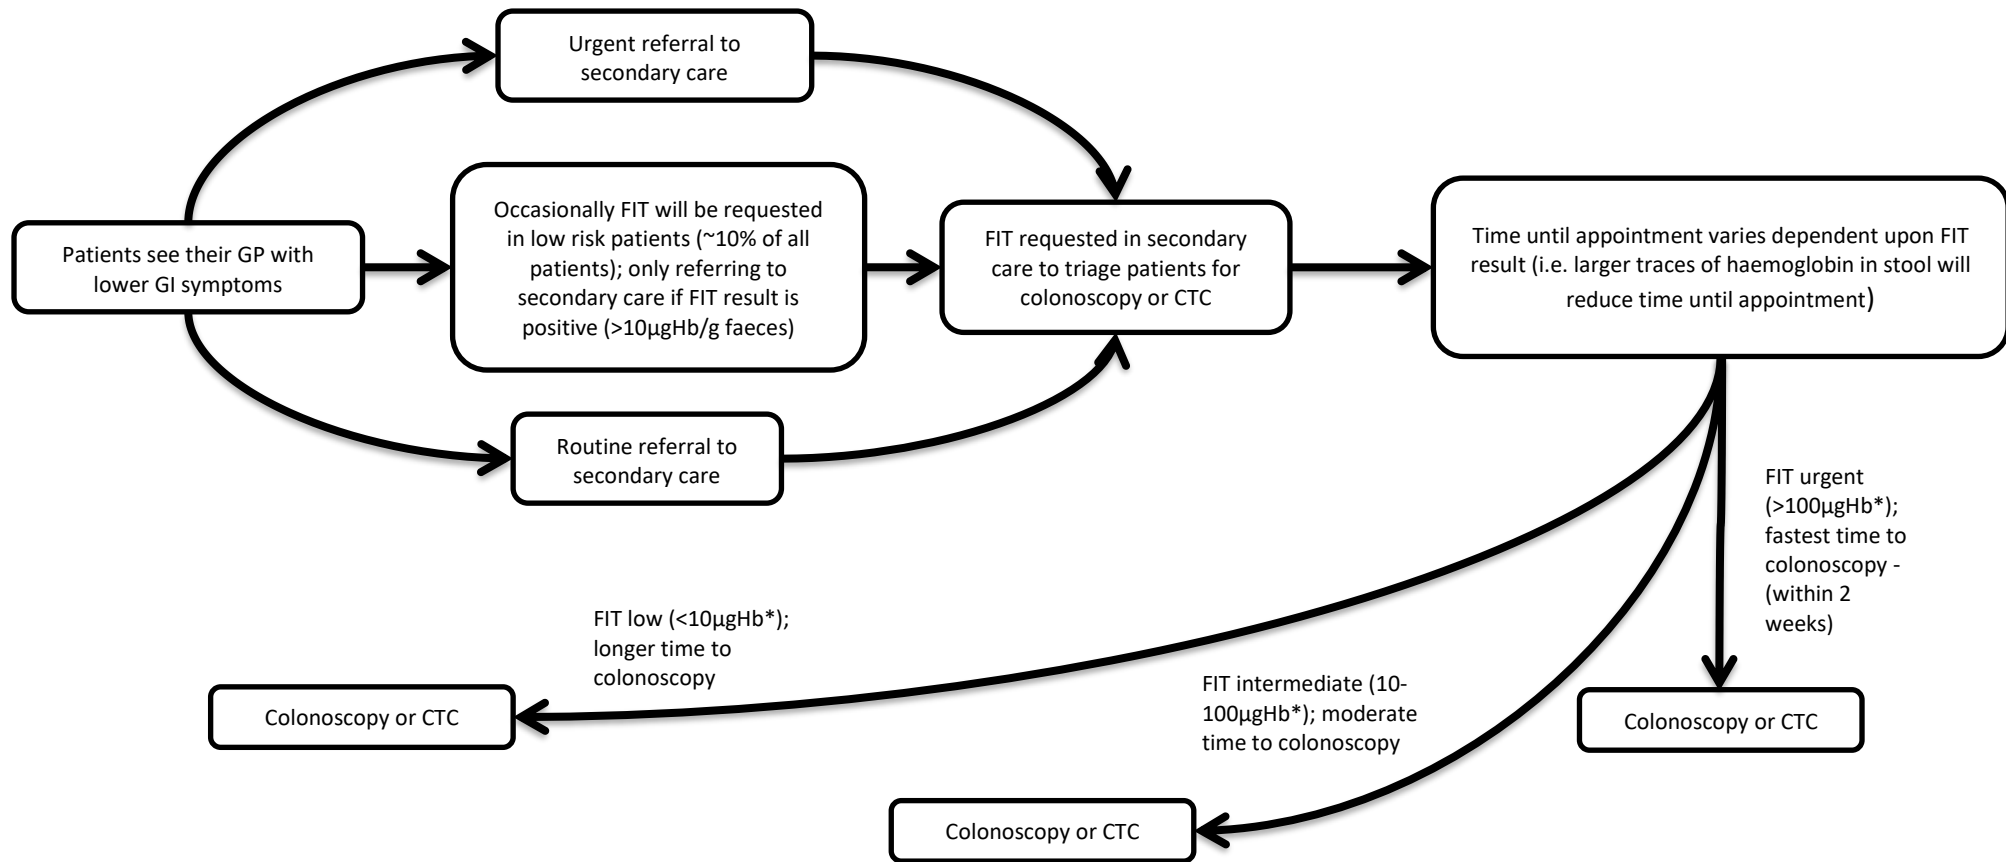 Urgent referral to
secondary care
Patients see their GP with
lower GI symptoms
Occasionally FIT will be requested
in low risk patients (~10% of all
patients); only referring to
secondary care if FIT result is
positive (>10µgHb/g faeces)
Routine referral to
secondary care
FIT requested in secondary
care to triage patients for
colonoscopy or CTC
Time until appointment varies dependent upon FIT
result (i.e. larger traces of haemoglobin in stool will
reduce time until appointment)
FIT urgent
(>100µgHb*);
fastest time to
colonoscopy -
(within 2
weeks)
FIT low (<10µgHb*);
longer time to
colonoscopy
FIT intermediate (10-
100µgHb*); moderate
time to colonoscopy
Colonoscopy or CTC
Colonoscopy or CTC
Colonoscopy or CTC